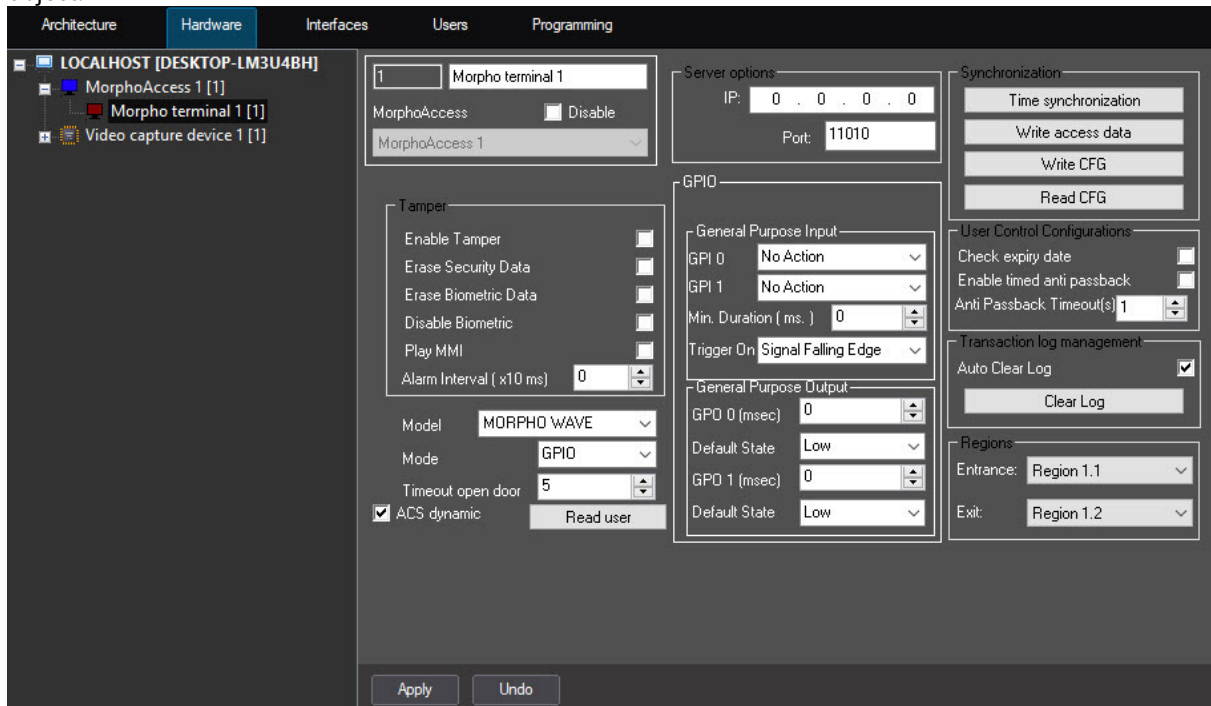 Architecture Hardware Interfaces Users Programming
LOCALHOST [DESKTOP-LM3U4BH]
MorphoAccess 1 [1]
Morpho terminal 1 [1]
Video capture device 1 [1]
1 Morpho terminal 1
MorphoAccess Disable
MorphoAccess 1
Tamper
Enable Tamper
Erase Security Data
Erase Biometric Data
Disable Biometric
Play MMI
Alarm Interval ( x10 ms) 0
Model MORPHO WAVE
Mode GPIO
Timeout open door 5
ACS dynamic Read user
Server options
IP: 0 . 0 . 0 . 0
Port: 11010
GPIO
General Purpose Input
GPI 0 No Action
GPI 1 No Action
Min. Duration ( ms. ) 0
Trigger On Signal Falling Edge
General Purpose Output
GPO 0 (msec) 0
Default State Low
GPO 1 (msec) 0
Default State Low
Synchronization
Time synchronization
Write access data
Write CFG
Read CFG
User Control Configurations
Check expiry date
Enable timed anti passback
Anti Passback Timeout(s) 1
Transaction log management
Auto Clear Log
Clear Log
Regions
Entrance: Region 1.1
Exit: Region 1.2
Apply Undo